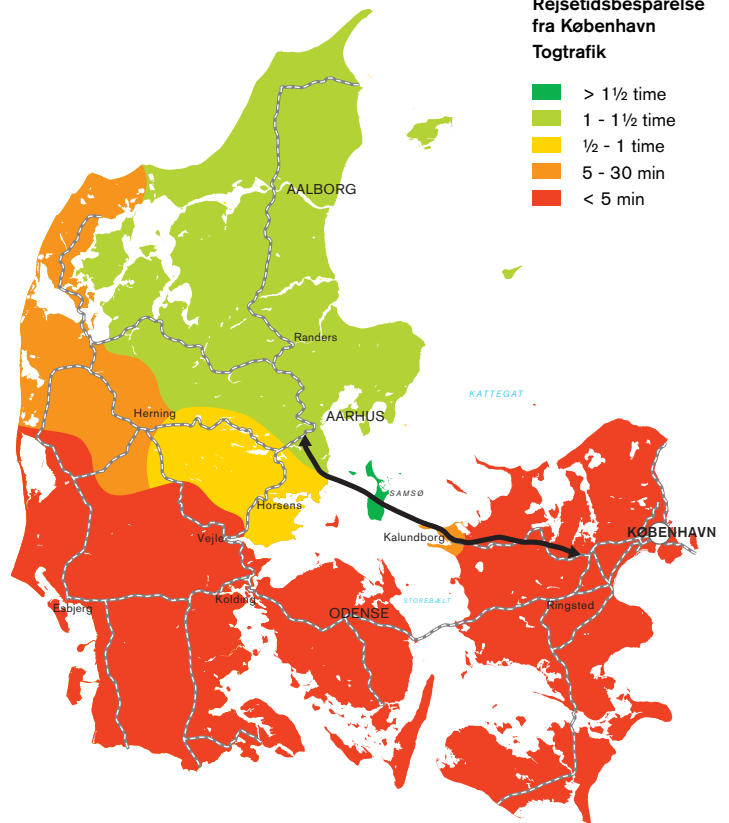 Rejsetidsbesparelse
fra København
Togtrafik
> 1½ time
1 - 1½ time
½ - 1 time
5 - 30 min
< 5 min
AALBORG
Randers
KATTEGAT
Herning
AARHUS
SAMSØ
Horsens
Vejle
Kalundborg
KØBENHAVN
Kolding
STOREBÆLT
Esbjerg
ODENSE
Ringsted